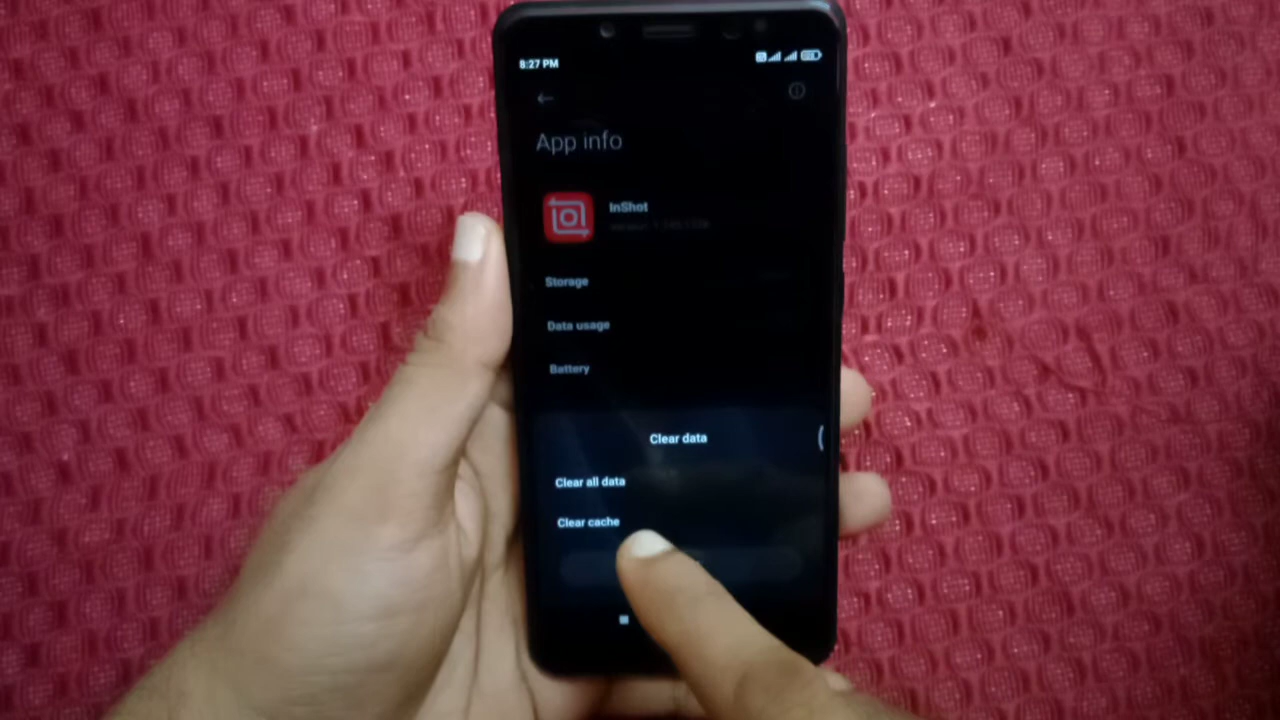 8:27 PM
App info
InShot
Storage
Data usage
Battery
Clear data
Clear all data
Clear cache